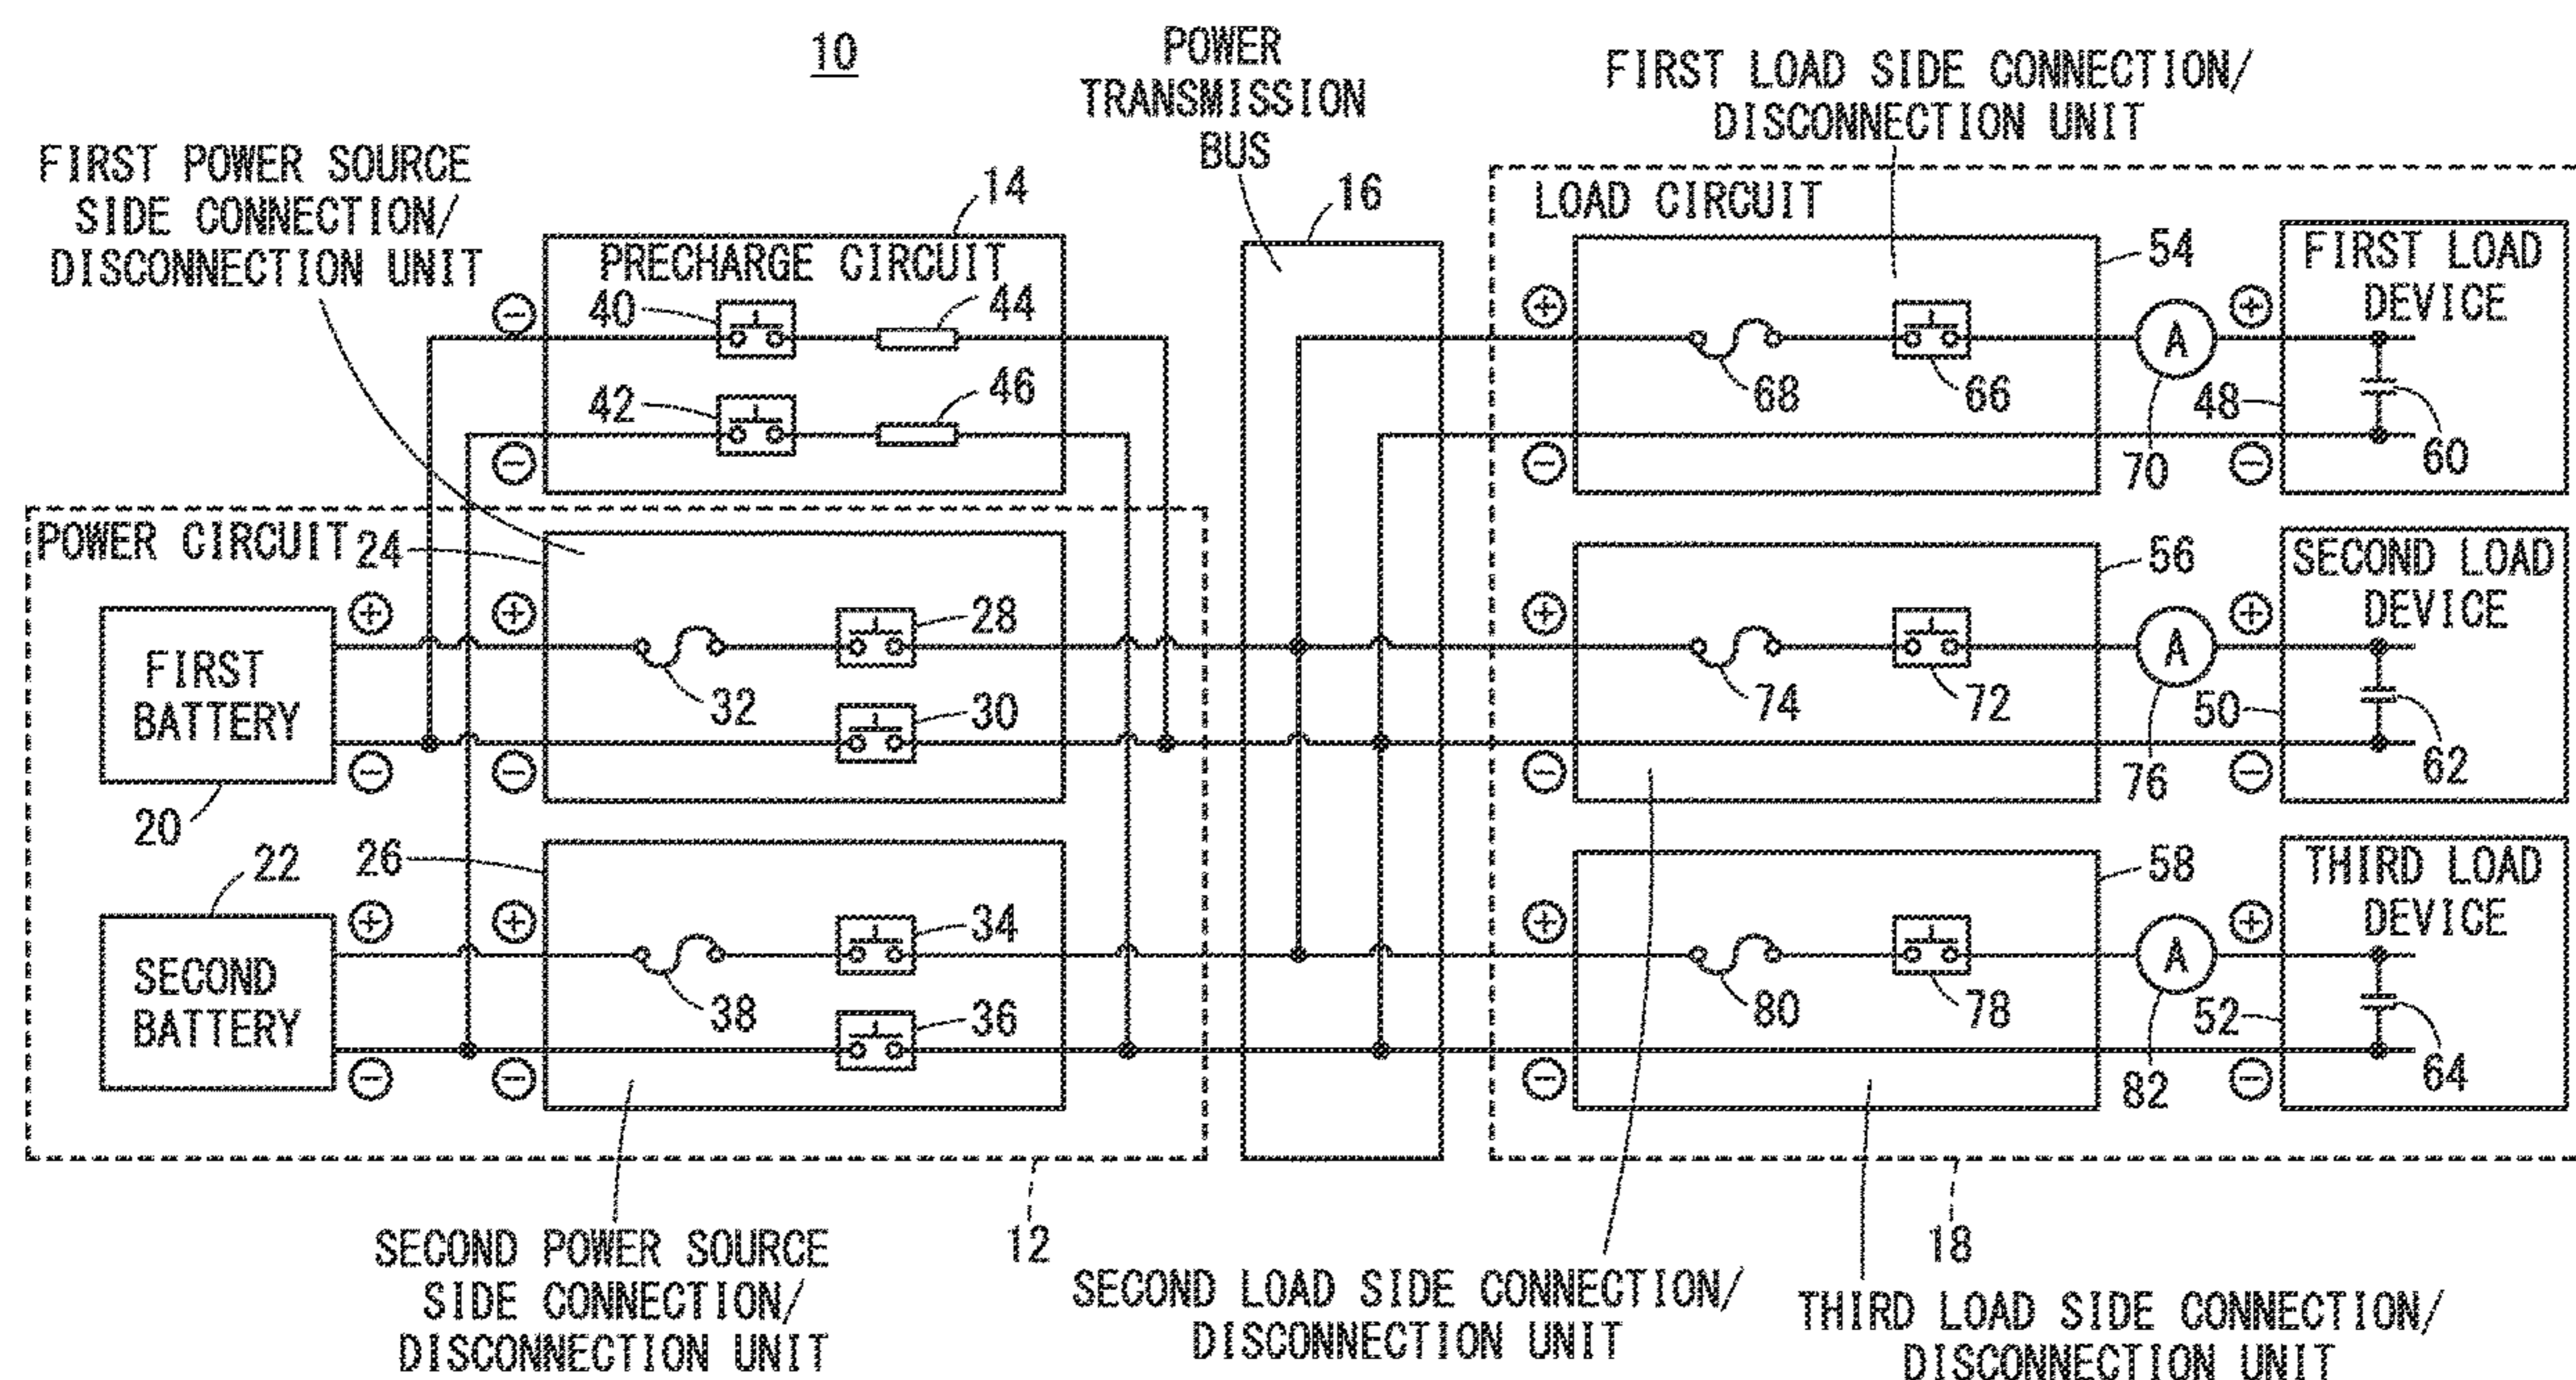 10
POWER
TRANSMISSION
BUS
FIRST LOAD SIDE CONNECTION/
DISCONNECTION UNIT
FIRST POWER SOURCE
SIDE CONNECTION/
DISCONNECTION UNIT
14
PRECHARGE CIRCUIT
40
44
42
46
16
LOAD CIRCUIT
54
68
66
A
70
FIRST LOAD
DEVICE
48
60
POWER CIRCUIT
24
28
32
30
FIRST
BATTERY
20
56
74
72
A
76
SECOND LOAD
DEVICE
50
62
22
26
34
38
36
SECOND
BATTERY
58
80
78
A
82
THIRD LOAD
DEVICE
52
64
12
18
SECOND POWER SOURCE
SIDE CONNECTION/
DISCONNECTION UNIT
SECOND LOAD SIDE CONNECTION/
DISCONNECTION UNIT
THIRD LOAD SIDE CONNECTION/
DISCONNECTION UNIT